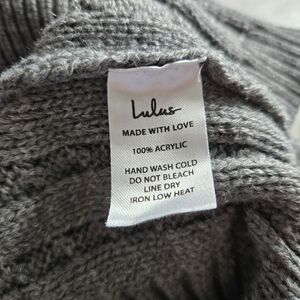 Lulus
MADE WITH LOVE
100% ACRYLIC
HAND WASH COLD
DO NOT BLEACH
LINE DRY
IRON LOW HEAT